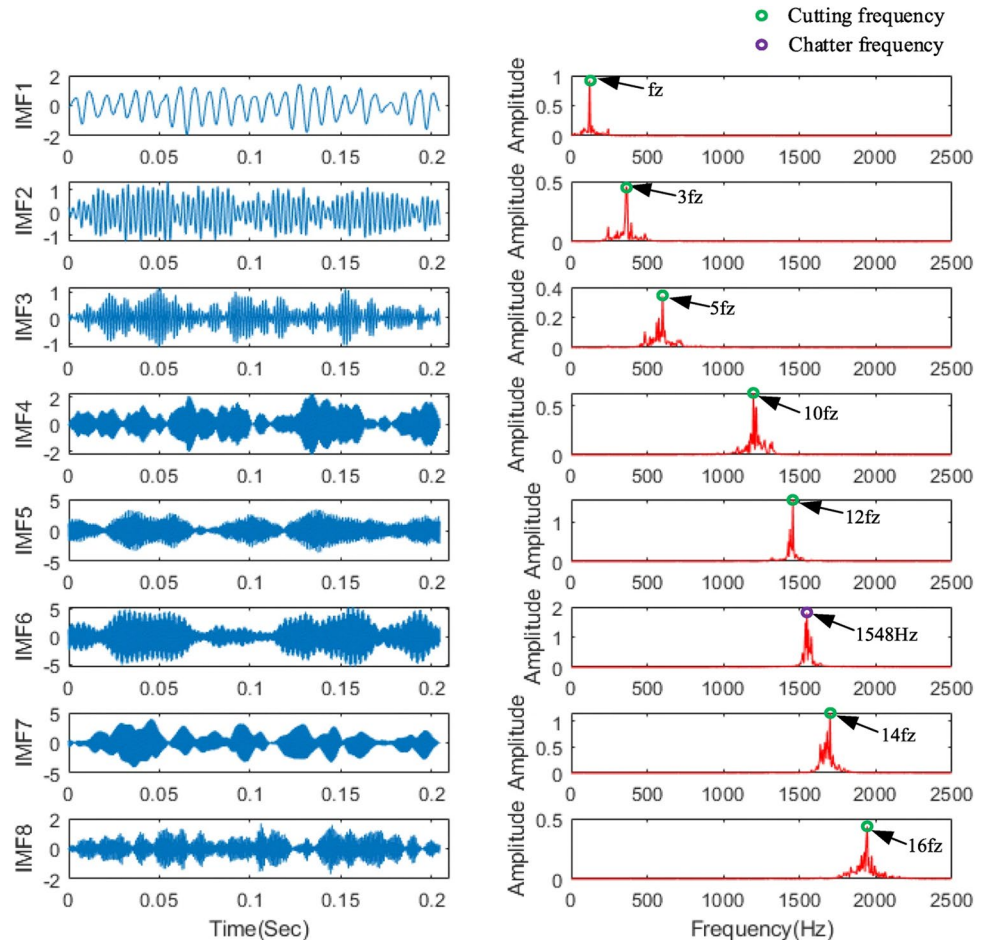 Cutting frequency
Chatter frequency
IMF1
2
0
-2
0 0.05 0.1 0.15 0.2
Amplitude
1
0.5
0
fz
0 500 1000 1500 2000 2500
IMF2
1
0
-1
0 0.05 0.1 0.15 0.2
Amplitude
0.5
0
3fz
0 500 1000 1500 2000 2500
IMF3
1
0
-1
0 0.05 0.1 0.15 0.2
Amplitude
0.4
0.2
0
5fz
0 500 1000 1500 2000 2500
IMF4
2
0
-2
0 0.05 0.1 0.15 0.2
Amplitude
0.5
0
10fz
0 500 1000 1500 2000 2500
IMF5
5
0
-5
0 0.05 0.1 0.15 0.2
Amplitude
1
0
12fz
0 500 1000 1500 2000 2500
IMF6
5
0
-5
0 0.05 0.1 0.15 0.2
Amplitude
2
1
0
1548Hz
0 500 1000 1500 2000 2500
IMF7
5
0
-5
0 0.05 0.1 0.15 0.2
Amplitude
1
0.5
0
14fz
0 500 1000 1500 2000 2500
IMF8
2
0
-2
0 0.05 0.1 0.15 0.2
Time(Sec)
Amplitude
0.5
0
16fz
0 500 1000 1500 2000 2500
Frequency(Hz)